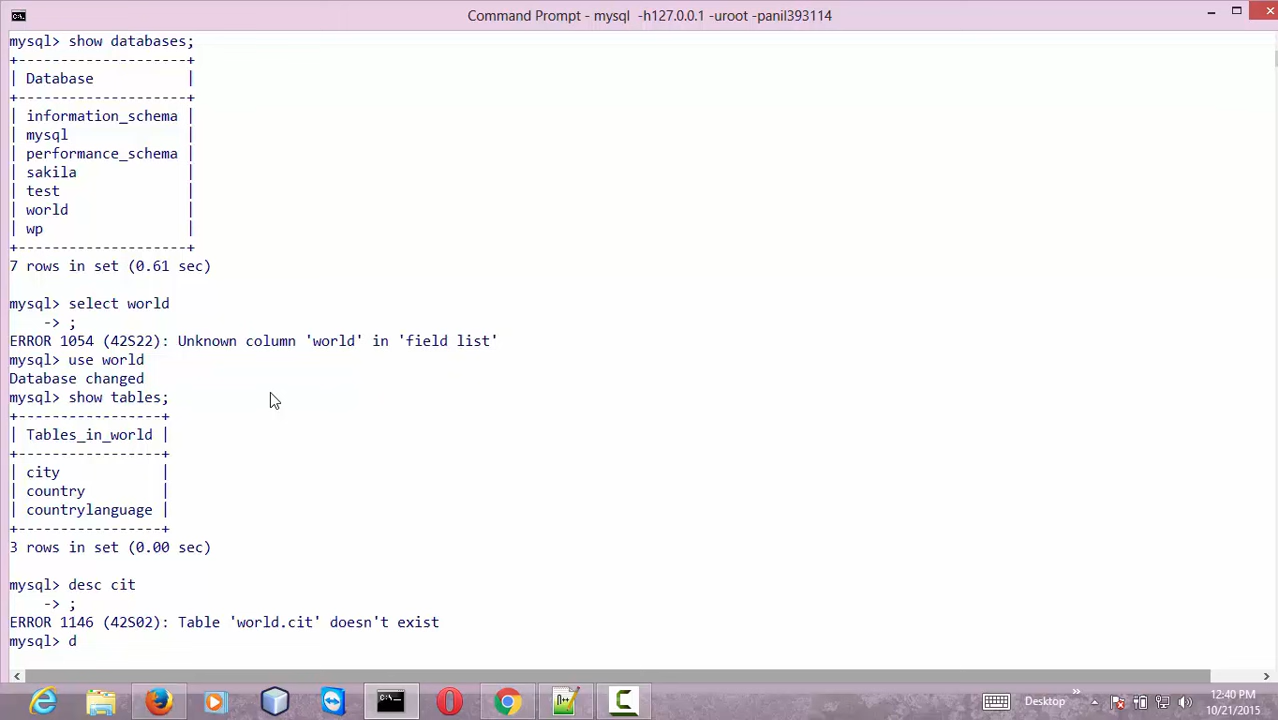 Command Prompt - mysql  -h127.0.0.1 -uroot -panil393114
mysql> show databases;
+--------------------+
| Database           |
+--------------------+
| information_schema |
| mysql              |
| performance_schema |
| sakila             |
| test               |
| world              |
| wp                 |
+--------------------+
7 rows in set (0.61 sec)
mysql> select world
    -> ;
ERROR 1054 (42S22): Unknown column 'world' in 'field list'
mysql> use world
Database changed
mysql> show tables;
+-----------------+
| Tables_in_world |
+-----------------+
| city            |
| country         |
| countrylanguage |
+-----------------+
3 rows in set (0.00 sec)
mysql> desc cit
    -> ;
ERROR 1146 (42S02): Table 'world.cit' doesn't exist
mysql> d
Desktop
12:40 PM
10/21/2015